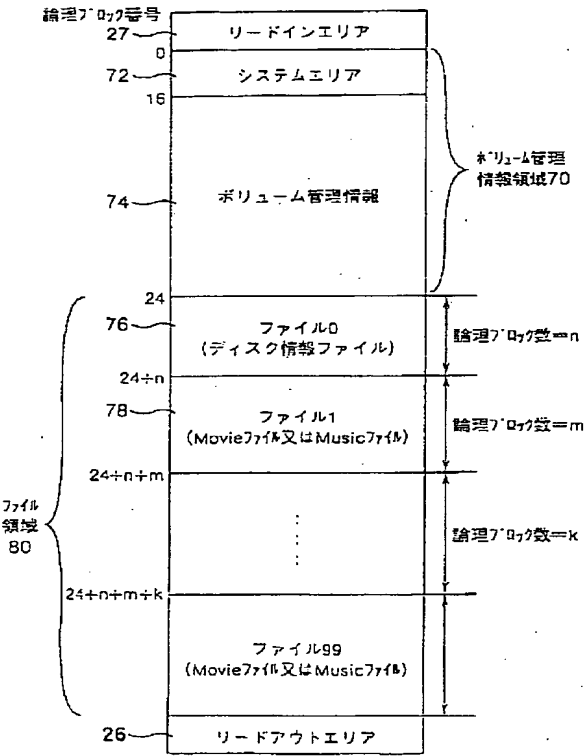 論理ブロック番号
27
リードインエリア
0
72
システムエリア
16
74
ボリューム管理情報
ボリューム管理
情報領域70
24
76
ファイル0
(ディスク情報ファイル)
論理ブロック数=n
24+n
78
ファイル1
(Movieファイル又はMusicファイル)
論理ブロック数=m
24+n+m
ファイル
領域
80
論理ブロック数=k
24+n+m+k
ファイル99
(Movieファイル又はMusicファイル)
26
リードアウトエリア